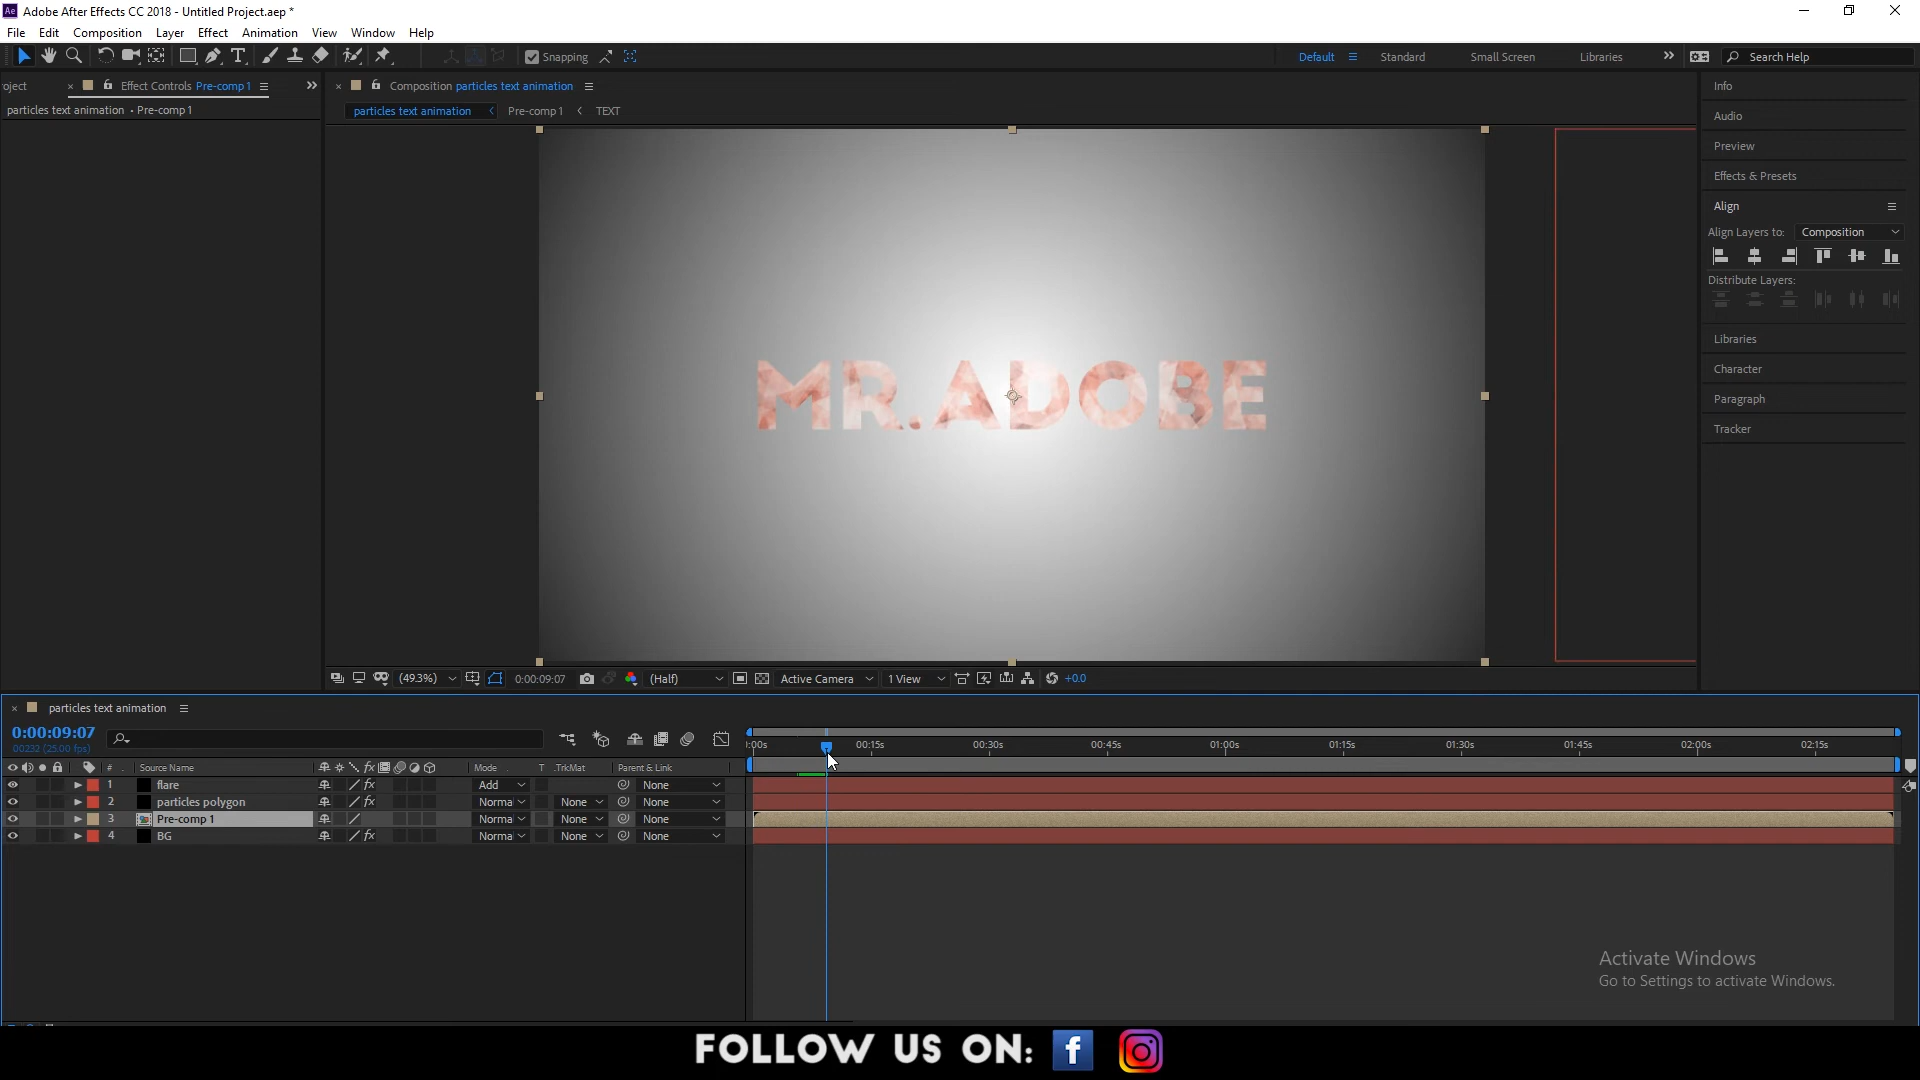 Adobe After Effects CC 2018 - Untitled Project.aep *
File Edit Composition Layer Effect Animation View Window Help
Snapping Default Standard Small Screen Libraries Search Help
oject Effect Controls Pre-comp 1 Composition particles text animation Info
particles text animation • Pre-comp 1 particles text animation Pre-comp 1 TEXT
Audio
Preview
Effects & Presets
Align
Align Layers to: Composition
Distribute Layers:
Libraries
Character
Paragraph
Tracker
MR.ADOBE
(49.3%) 0:00:09:07 (Half) Active Camera 1 View +0.0
particles text animation
0:00:09:07
00232 (25.00 fps)
:00s 00:15s 00:30s 00:45s 01:00s 01:15s 01:30s 01:45s 02:00s 02:15s
# Source Name Mode T .TrkMat Parent & Link
1 flare Add None
2 particles polygon Norma None None
3 Pre-comp 1 Norma None None
4 BG Norma None None
Activate Windows
Go to Settings to activate Windows.
FOLLOW US ON: f